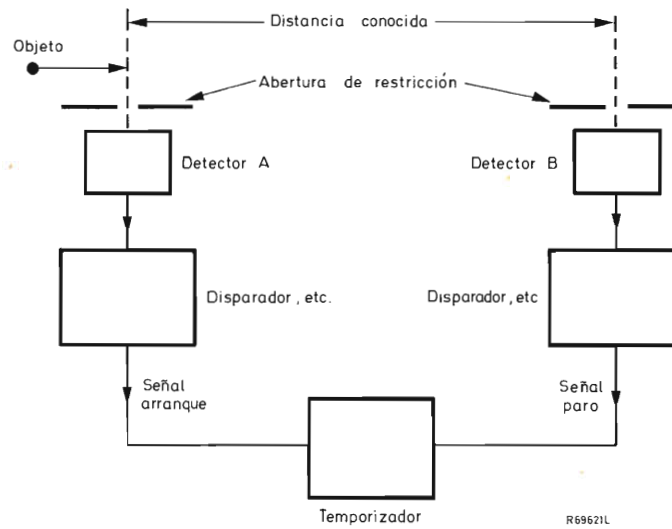 Distancia conocida
Objeto
Abertura de restricción
Detector A
Detector B
Disparador, etc.
Disparador, etc
Señal
arranque
Señal
paro
Temporizador
R69621L